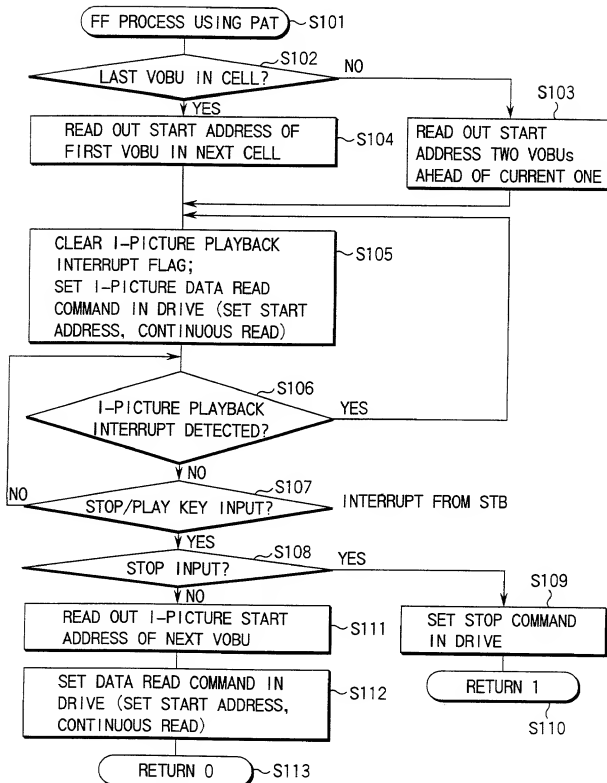 FF PROCESS USING PAT
S101
S102
LAST VOBU IN CELL?
NO
YES
S103
READ OUT START ADDRESS OF
FIRST VOBU IN NEXT CELL
S104
READ OUT START
ADDRESS TWO VOBUs
AHEAD OF CURRENT ONE
CLEAR I-PICTURE PLAYBACK
INTERRUPT FLAG;
SET I-PICTURE DATA READ
COMMAND IN DRIVE (SET START
ADDRESS, CONTINUOUS READ)
S105
S106
I-PICTURE PLAYBACK
INTERRUPT DETECTED?
YES
NO
S107
NO
STOP/PLAY KEY INPUT?
INTERRUPT FROM STB
YES
S108
STOP INPUT?
YES
NO
S109
READ OUT I-PICTURE START
ADDRESS OF NEXT VOBU
S111
SET STOP COMMAND
IN DRIVE
SET DATA READ COMMAND IN
DRIVE (SET START ADDRESS,
CONTINUOUS READ)
S112
RETURN 1
S110
RETURN 0
S113